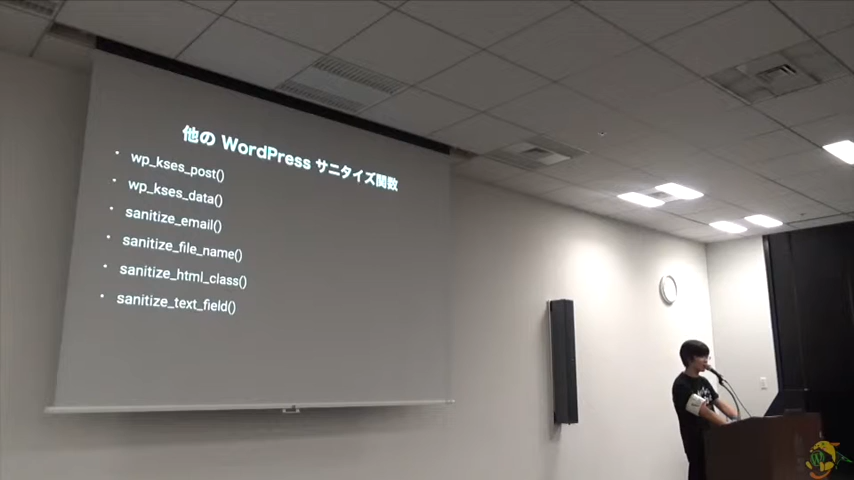 他の WordPress サニタイズ関数
• wp_kses_post()
• wp_kses_data()
• sanitize_email()
• sanitize_file_name()
• sanitize_html_class()
• sanitize_text_field()